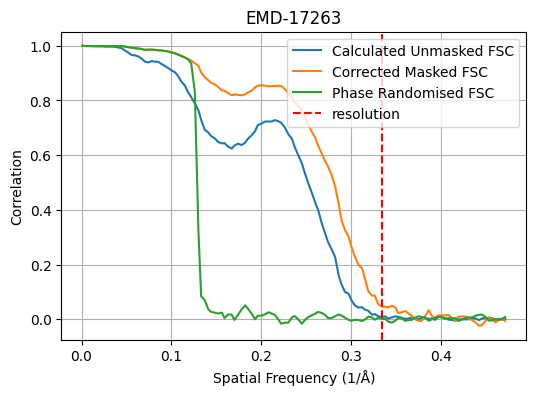 EMD-17263
Calculated Unmasked FSC
Corrected Masked FSC
Phase Randomised FSC
resolution
Correlation
1.0
0.8
0.6
0.4
0.2
0.0
0.0 0.1 0.2 0.3 0.4
Spatial Frequency (1/Å)